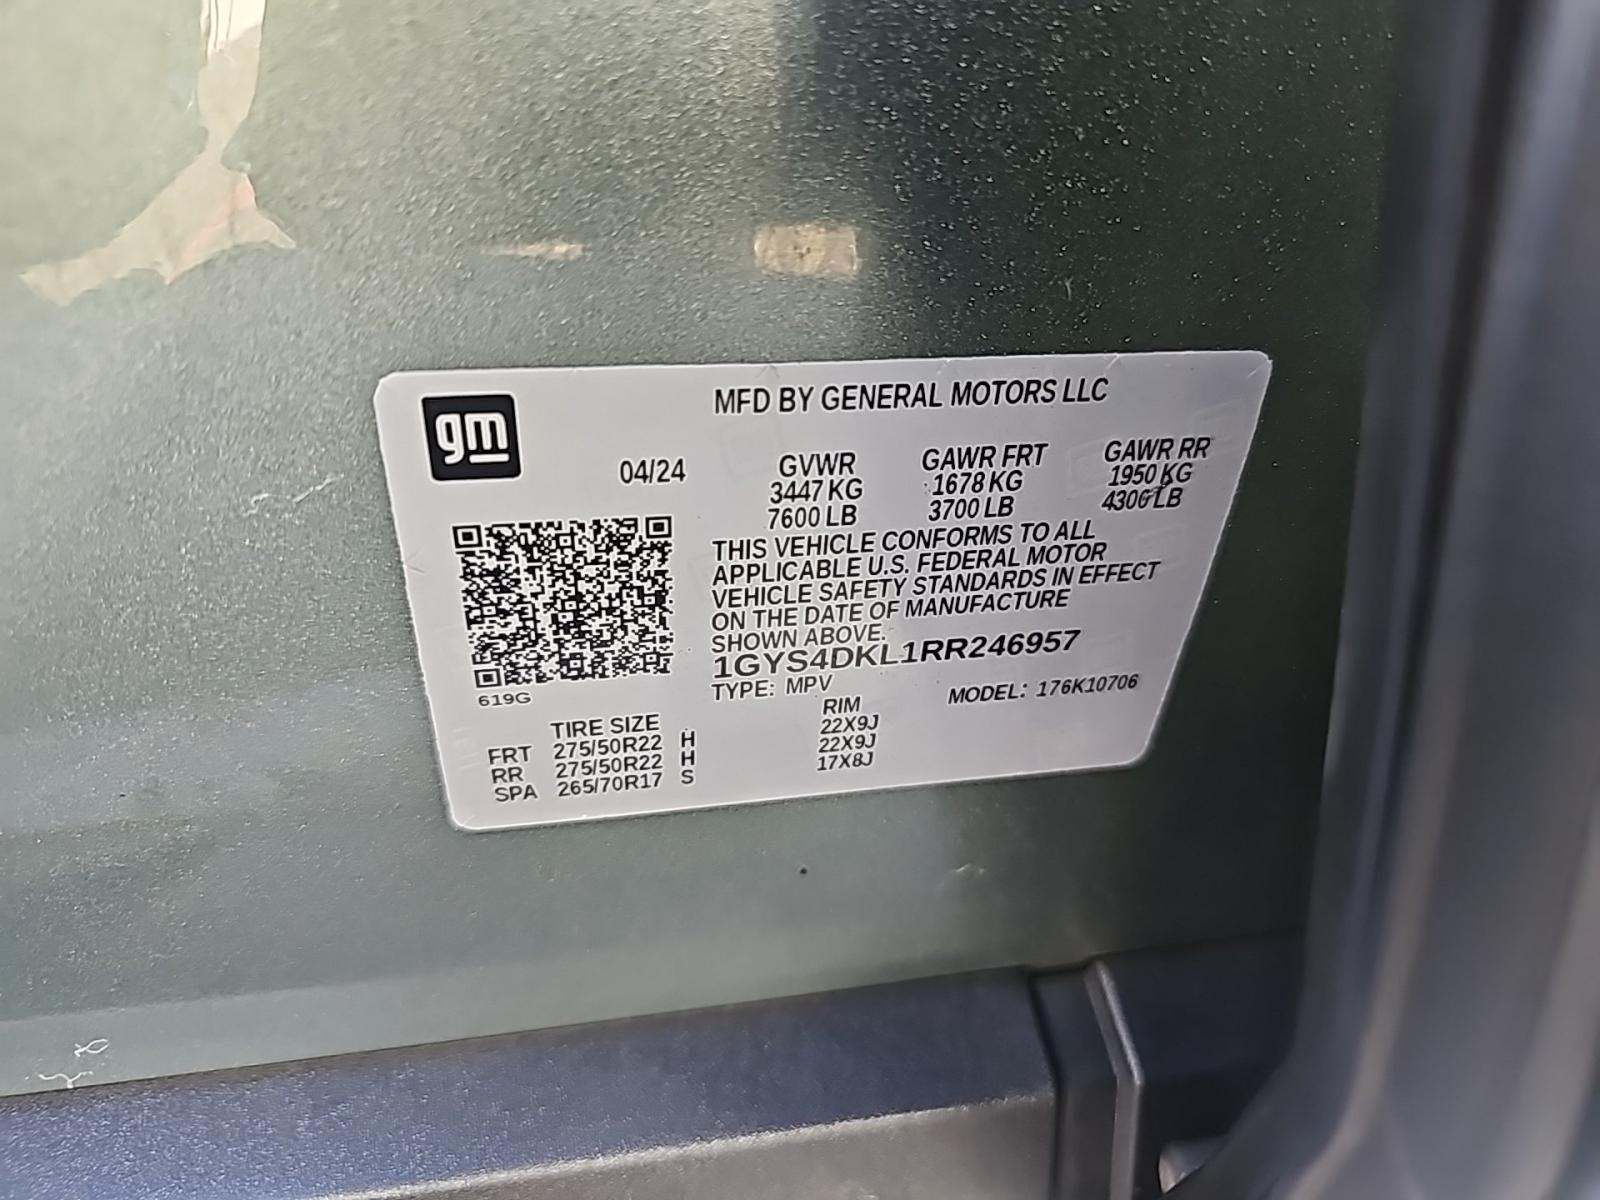 gm
MFD BY GENERAL MOTORS LLC
04/24 GVWR GAWR FRT GAWR RR
3447 KG 1678 KG 1950 KG
7600 LB 3700 LB 4300 LB
THIS VEHICLE CONFORMS TO ALL
APPLICABLE U.S. FEDERAL MOTOR
VEHICLE SAFETY STANDARDS IN EFFECT
ON THE DATE OF MANUFACTURE
SHOWN ABOVE.
1GYS4DKL1RR246957
TYPE: MPV MODEL: 176K10706
619G
TIRE SIZE RIM
FRT 275/50R22 H 22X9J
RR 275/50R22 H 22X9J
SPA 265/70R17 S 17X8J